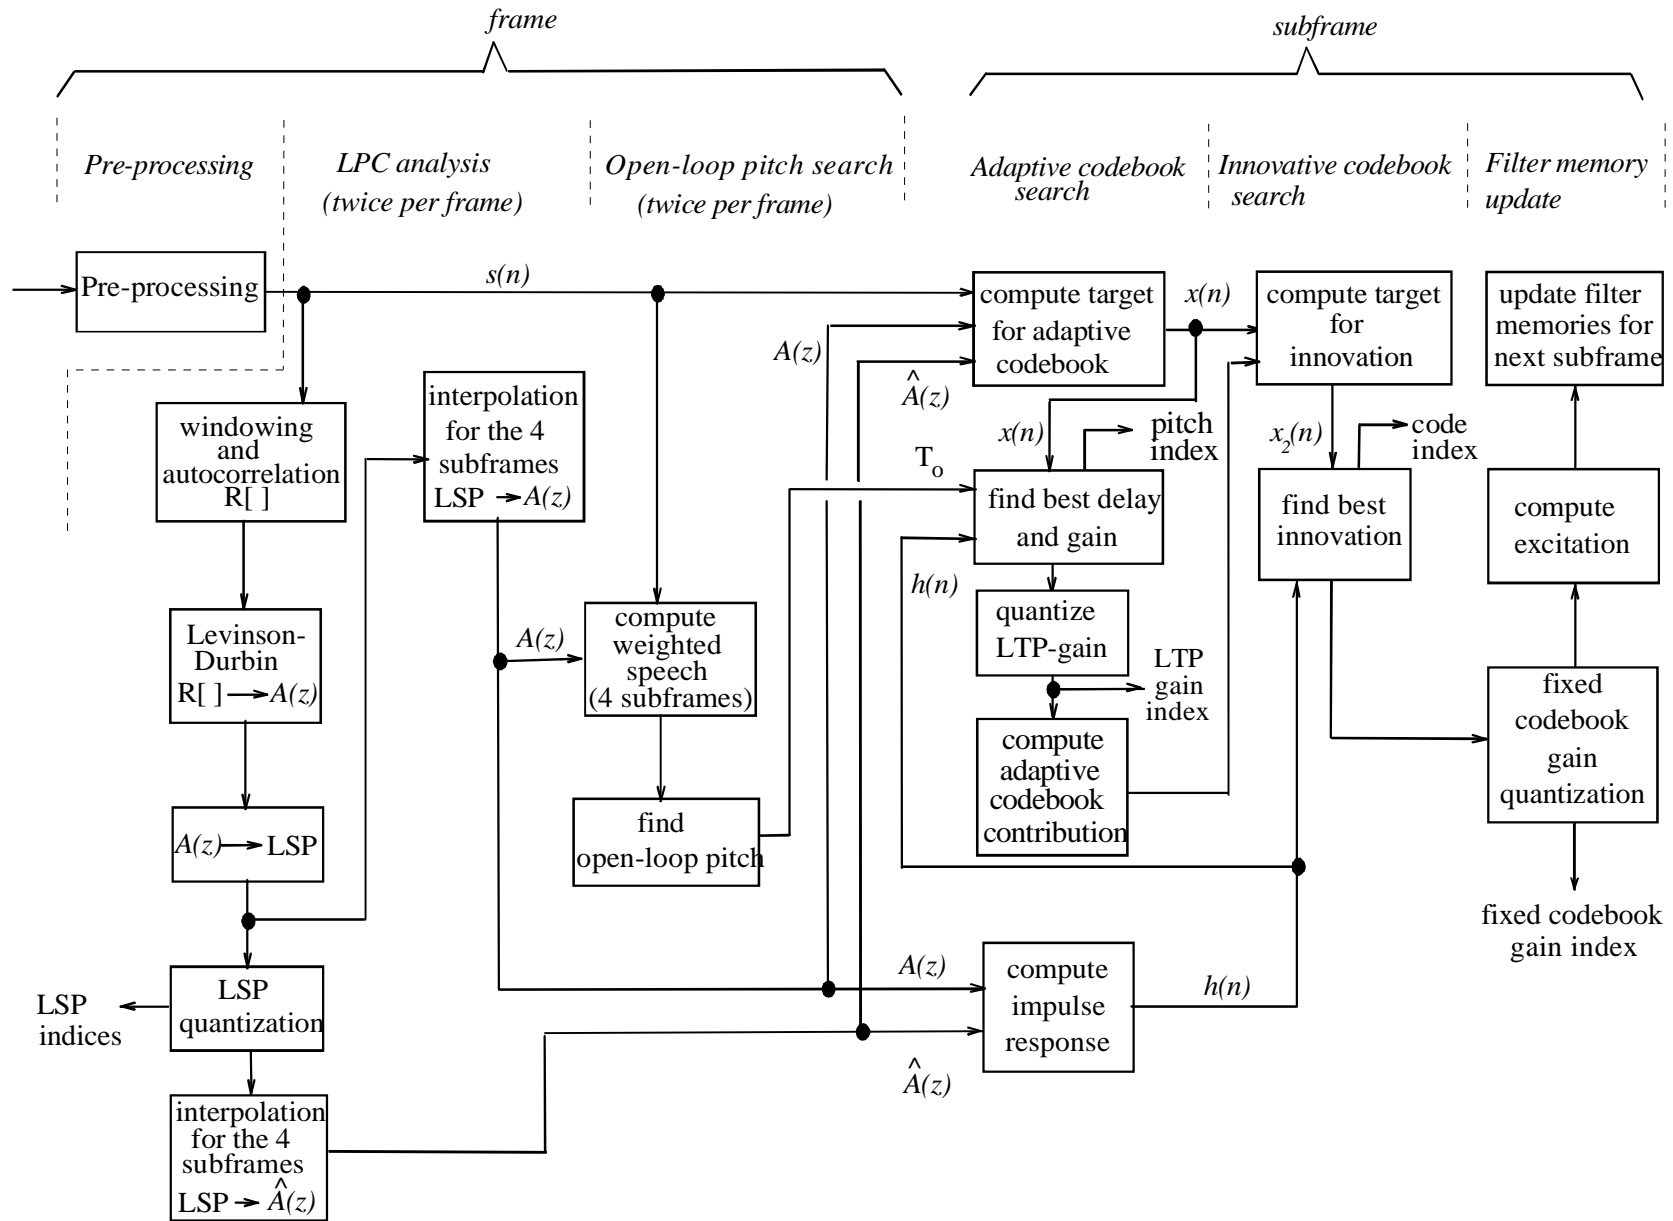 frame
subframe
Pre-processing
LPC analysis
(twice per frame)
Open-loop pitch search
(twice per frame)
Adaptive codebook
search
Innovative codebook
search
Filter memory
update
Pre-processing
s(n)
windowing
and
autocorrelation
R[ ]
Levinson-
Durbin
R[ ] → A(z)
A(z) → LSP
LSP
quantization
LSP
indices
interpolation
for the 4
subframes
LSP → Â(z)
interpolation
for the 4
subframes
LSP → A(z)
A(z)
compute
weighted
speech
(4 subframes)
find
open-loop pitch
A(z)
Â(z)
compute target
for adaptive
codebook
x(n)
x(n)
pitch
index
T₀
find best delay
and gain
h(n)
quantize
LTP-gain
LTP
gain
index
compute
adaptive
codebook
contribution
A(z)
Â(z)
compute
impulse
response
h(n)
compute target
for
innovation
x₂(n)
code
index
find best
innovation
update filter
memories for
next subframe
compute
excitation
fixed
codebook
gain
quantization
fixed codebook
gain index